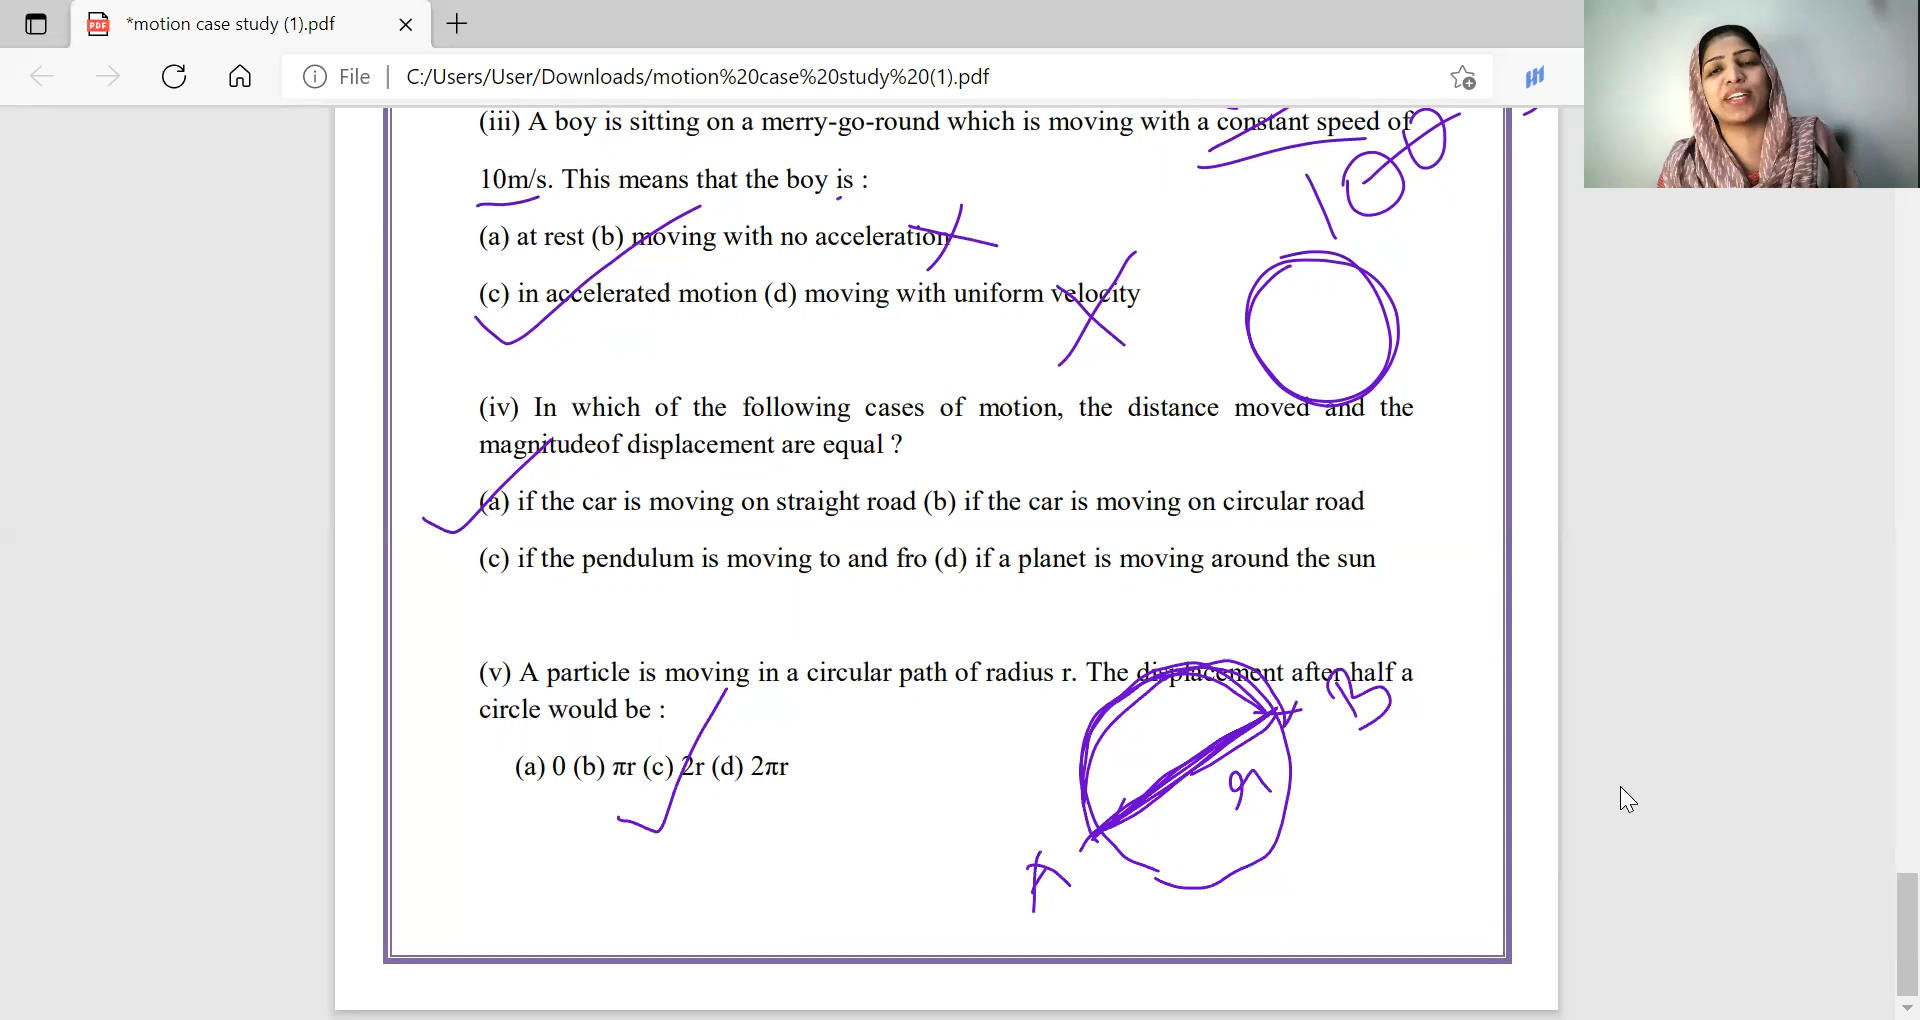 *motion case study (1).pdf
File
C:/Users/User/Downloads/motion%20case%20study%20(1).pdf
(iii) A boy is sitting on a merry-go-round which is moving with a constant speed of
10m/s. This means that the boy is :
(a) at rest (b) moving with no acceleration
(c) in accelerated motion (d) moving with uniform velocity
(iv) In which of the following cases of motion, the distance moved and the
magnitudeof displacement are equal ?
(a) if the car is moving on straight road (b) if the car is moving on circular road
(c) if the pendulum is moving to and fro (d) if a planet is moving around the sun
(v) A particle is moving in a circular path of radius r. The displacement after half a
circle would be :
(a) 0 (b) πr (c) 2r (d) 2πr
B
r
A